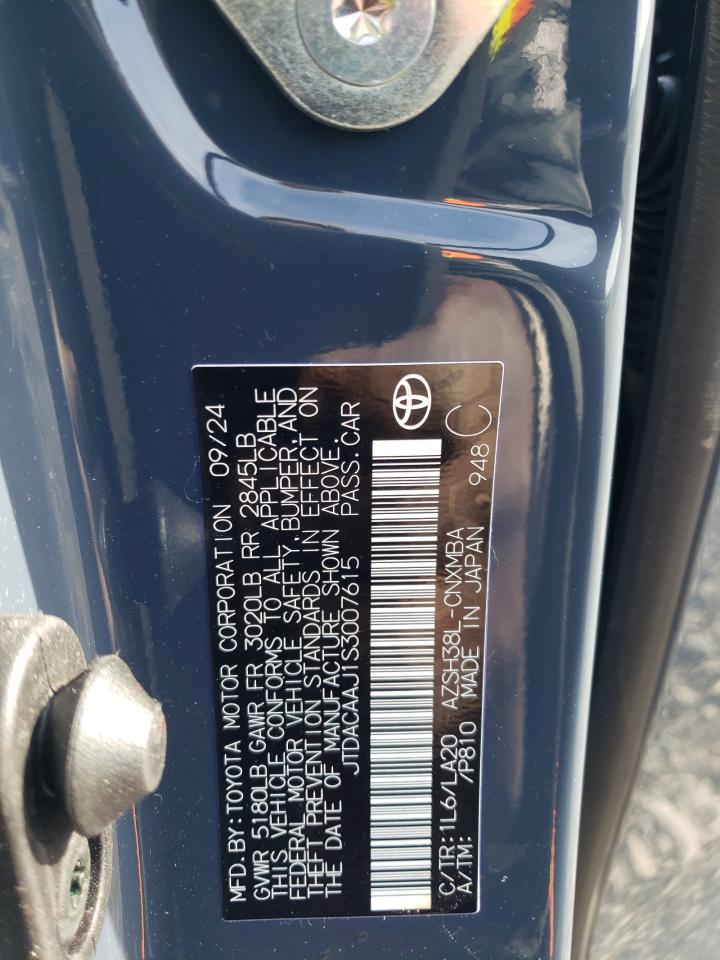 MFD.BY:TOYOTA MOTOR CORPORATION 09/24
GVWR 5180LB GAWR FR 3020LB RR 2845LB
THIS VEHICLE CONFORMS TO ALL APPLICABLE
FEDERAL MOTOR VEHICLE SAFETY,BUMPER,AND
THEFT PREVENTION STANDARDS IN EFFECT ON
THE DATE OF MANUFACTURE SHOWN ABOVE.
JTDACAAJ1S3007615 PASS.CAR
C/TR:1L6/LA20 AZSH38L-CNXMBA
A/TM: /P810 MADE IN JAPAN 948 C